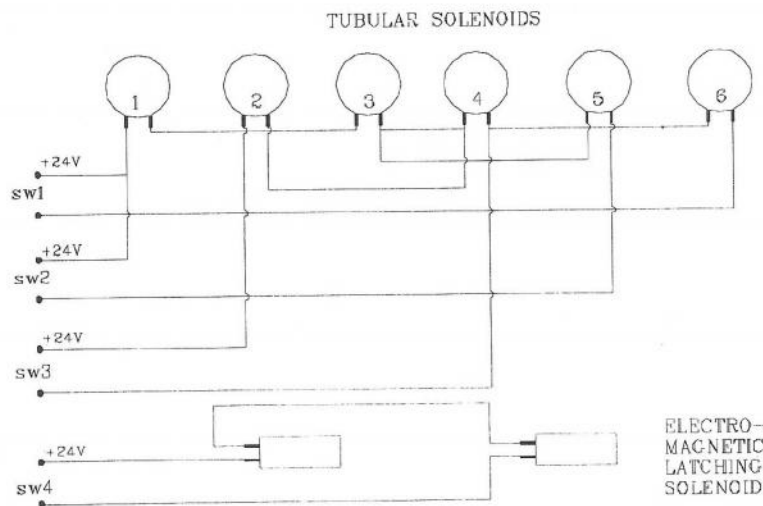 TUBULAR SOLENOIDS
1 2 3 4 5 6
+24V
sw1
+24V
sw2
+24V
sw3
+24V
sw4
ELECTRO-
MAGNETIC
LATCHING
SOLENOID